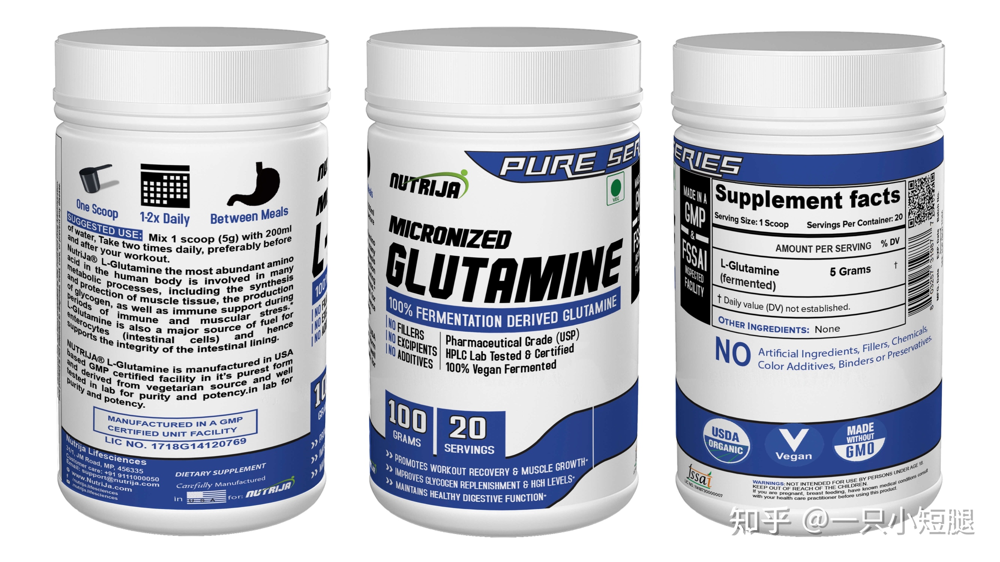 One Scoop
1-2x Daily
Between Meals
SUGGESTED USE: Mix 1 scoop (5g) with 200ml
of water, Take two times daily, preferably before
and after your workout.
NutriJa® L-Glutamine the most abundant amino
acid in the human body is involved in many
metabolic processes, including the synthesis
and protection of muscle tissue, the production
of glycogen, as well as immune support during
periods of immune and muscular stress.*
L-Glutamine is also a major source of fuel for
enterocytes (intestinal cells) and hence
supports the integrity of the intestinal lining.
NUTRIJA® L-Glutamine is manufactured in USA
based GMP certified facility in it's purest form
and derived from vegetarian source and well
tested in lab for purity and potency.in lab for
purity and potency.
MANUFACTURED IN A GMP
CERTIFIED UNIT FACILITY
LIC NO. 1718G14120769
Nutrija Lifesciences
31/1, JM Road, MP, 456335
Customer care: +91 9111000050
Email: support@nutrija.com
www.NutriJa.com
/nutrija.lifesciences
/nutrija.lifesciences
DIETARY SUPPLEMENT
Carefully Manufactured
in USA for: NUTRIJA
PURE SER
NUTRIJA
VEG
MICRONIZED
GLUTAMINE
100% FERMENTATION DERIVED GLUTAMINE
NO FILLERS
NO EXCIPIENTS
NO ADDITIVES
Pharmaceutical Grade (USP)
HPLC Lab Tested & Certified
100% Vegan Fermented
100
GRAMS
20
SERVINGS
PROMOTES WORKOUT RECOVERY & MUSCLE GROWTH*
IMPROVES GLYCOGEN REPLENISHMENT & HGH LEVELS*
MAINTAINS HEALTHY DIGESTIVE FUNCTION*
ERIES
MADE IN A
GMP
&
FSSAI
INSPECTED
FACILITY
Supplement facts
Serving Size: 1 Scoop Servings Per Container: 20
AMOUNT PER SERVING % DV
L-Glutamine 5 Grams †
(fermented)
† Daily value (DV) not established.
OTHER INGREDIENTS: None
8 03257 31987 7
MFG. Date EXP. Date Batch No.
NO Artificial Ingredients, Fillers, Chemicals,
Color Additives, Binders or Preservatives.
USDA
ORGANIC
V
Vegan
MADE
WITHOUT
GMO
fssai
LIC NO. 11418730000007
WARNINGS: NOT INTENDED FOR USE BY PERSONS UNDER AGE 18.
KEEP OUT OF REACH OF THE CHILDREN.
If you are pregnant, breast feeding, have known medical conditions consult
with your health care practitioner before using this product.
知乎 @一只小短腿